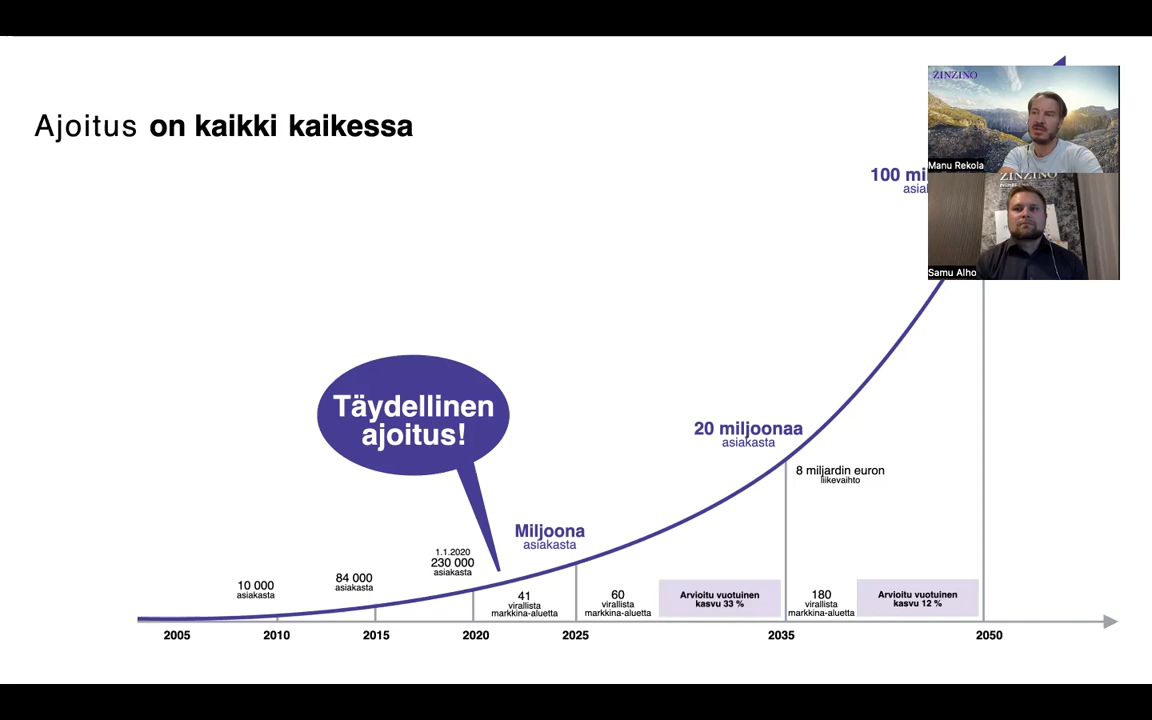 Ajoitus on kaikki kaikessa
ZINZINO
Manu Rekola
ZINZINO
Samu Alho
100
Täydellinen
ajoitus!
20 miljoonaa
asiakasta
8 miljardin euron
liikevaihto
Miljoona
asiakasta
1.1.2020
230 000
asiakasta
84 000
asiakasta
10 000
asiakasta
41
virallista
markkina-aluetta
60
virallista
markkina-aluetta
Arvioitu vuotuinen
kasvu 33 %
180
virallista
markkina-aluetta
Arvioitu vuotuinen
kasvu 12 %
2005
2010
2015
2020
2025
2035
2050